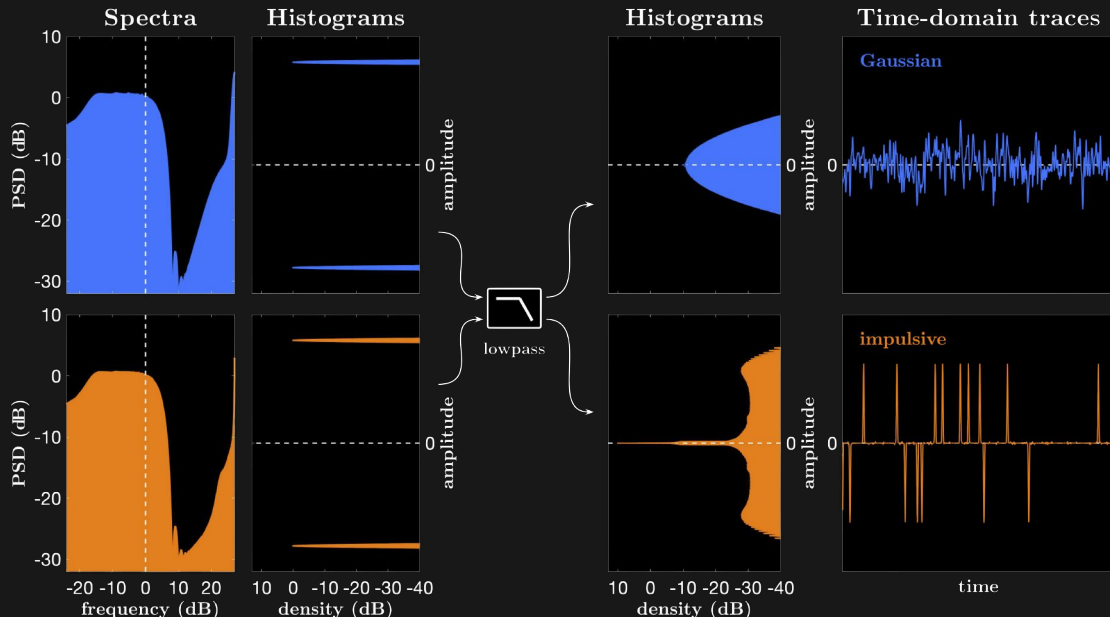 Spectra
Histograms
Histograms
Time-domain traces
10
0
-10
-20
-30
PSD (dB)
0
amplitude
0
amplitude
0
Gaussian
lowpass
10
0
-10
-20
-30
PSD (dB)
0
amplitude
0
amplitude
0
impulsive
-20 -10 0 10 20
frequency (dB)
10 0 -10 -20 -30 -40
density (dB)
10 0 -10 -20 -30 -40
density (dB)
time